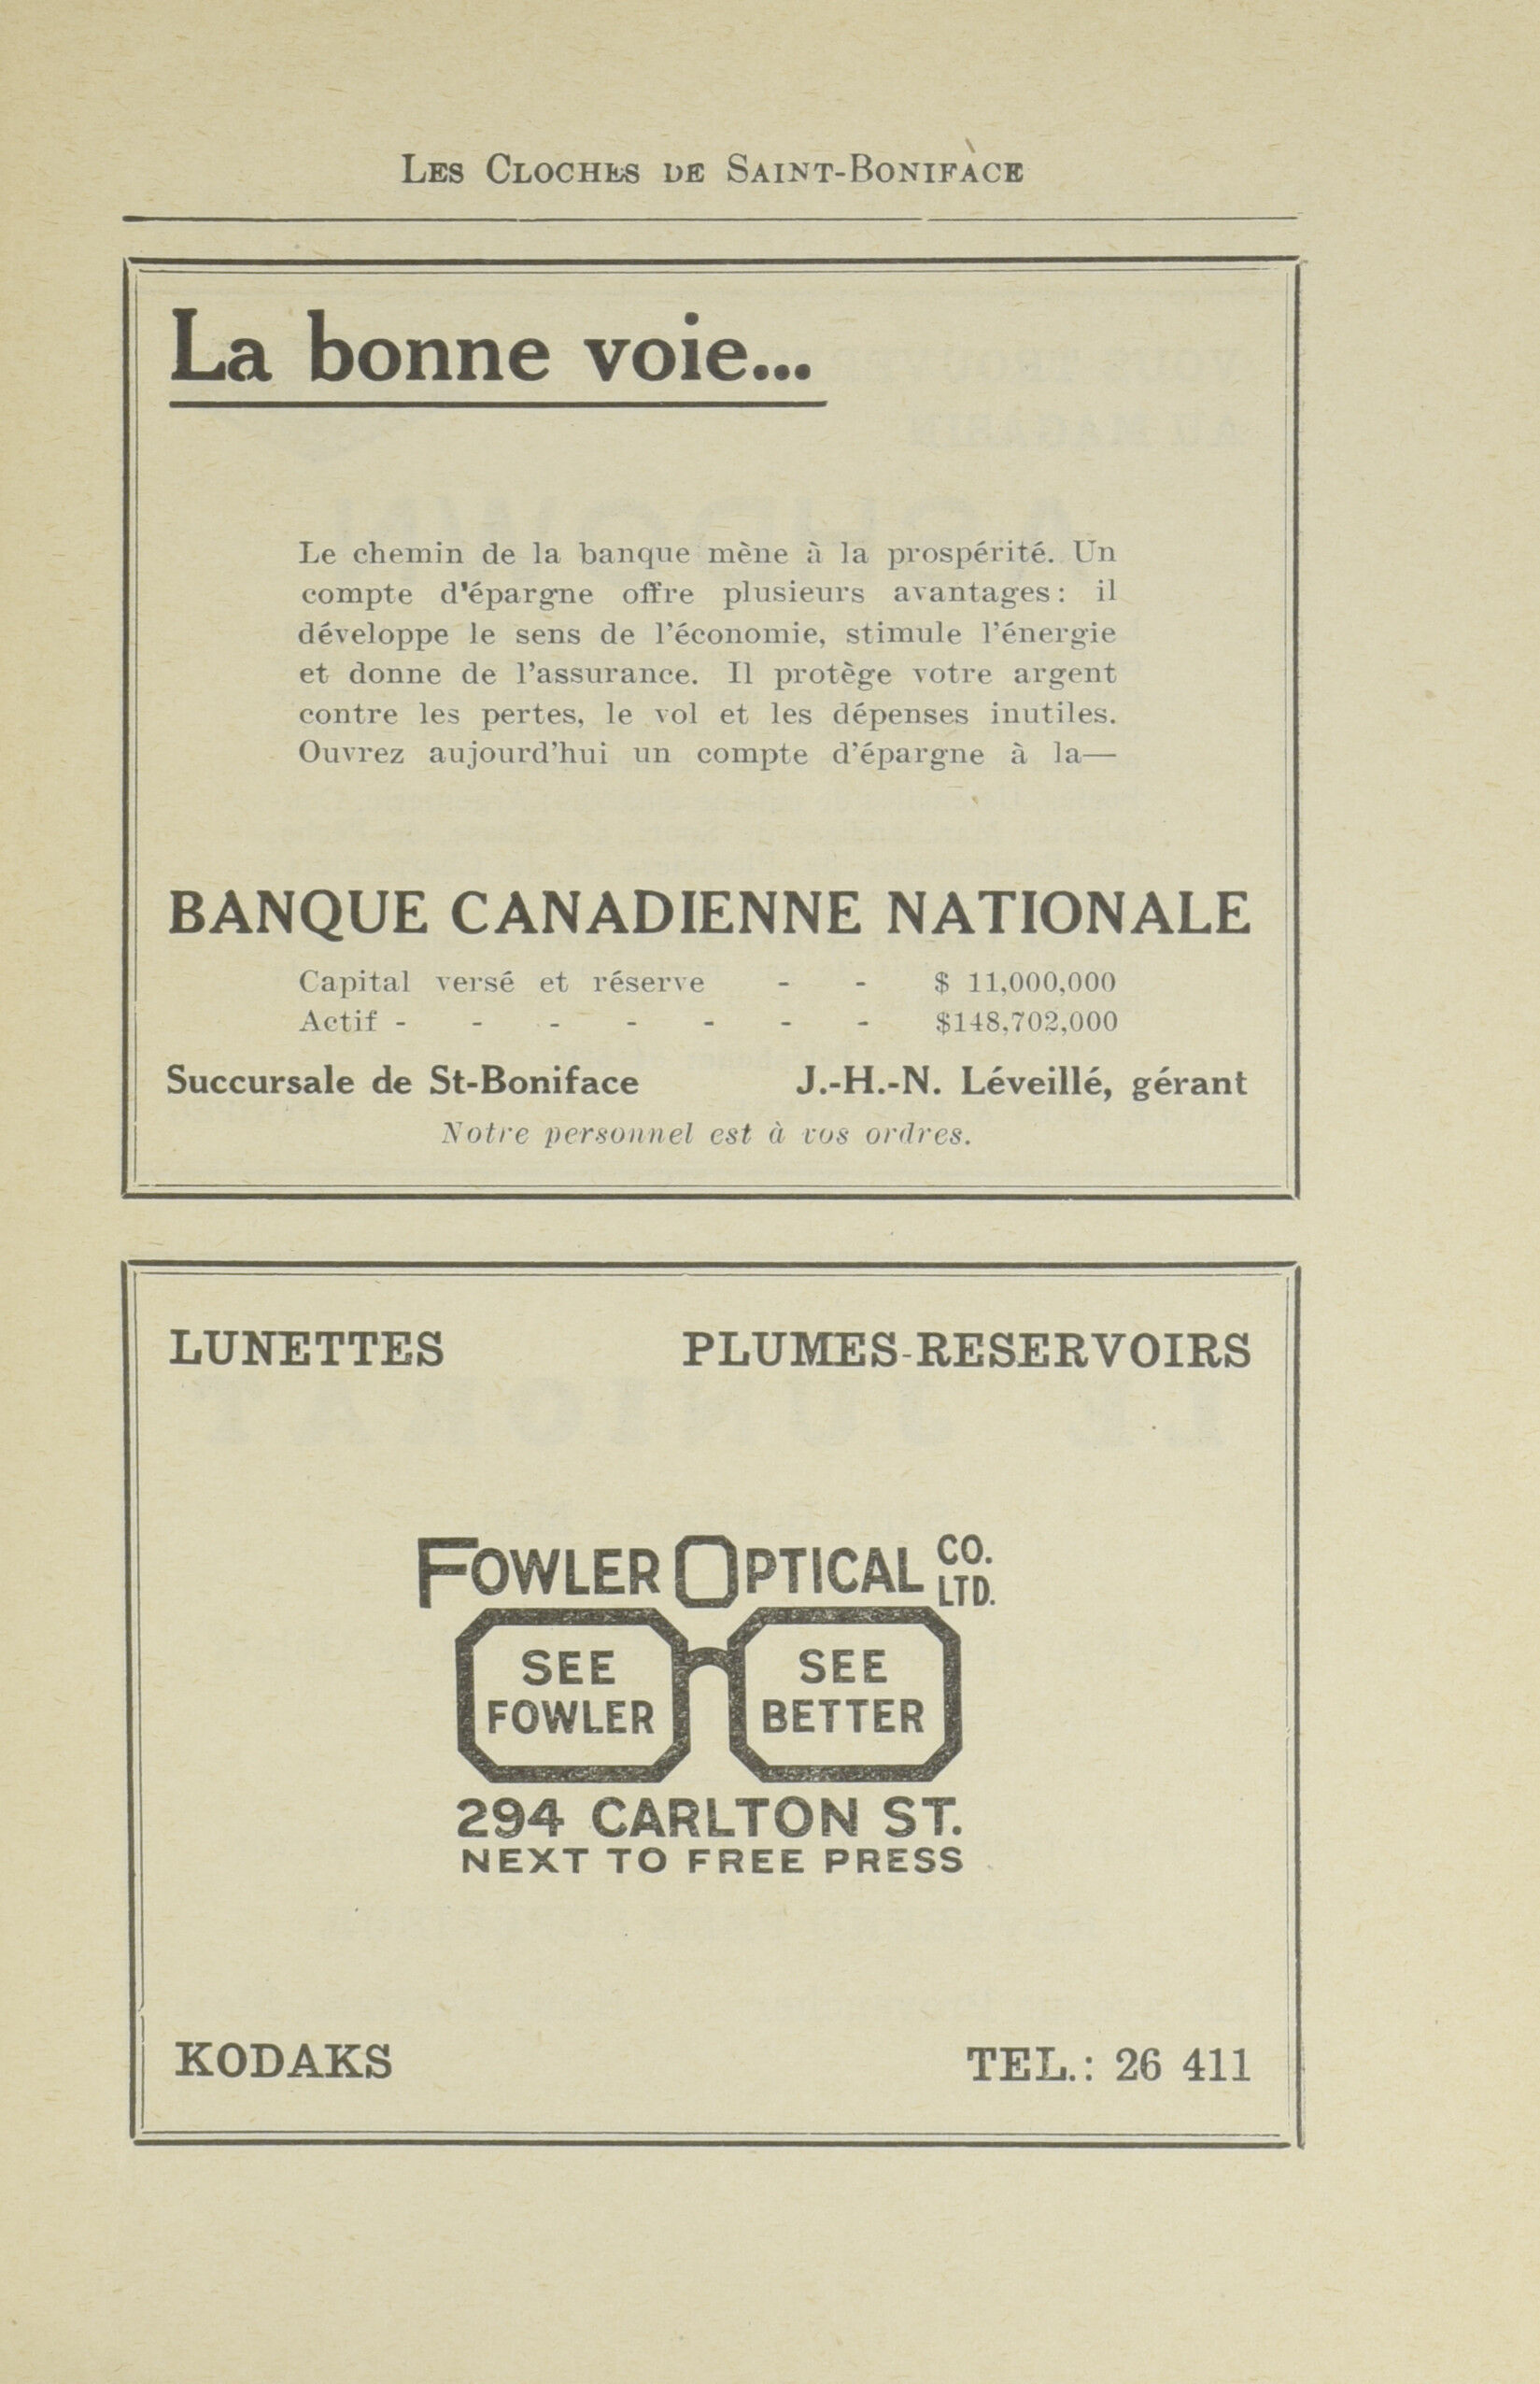 Les Cloches de Saint-Boniface
La bonne voie...
Le chemin de la banque mène à la prospérité. Un
compte d'épargne offre plusieurs avantages: il
développe le sens de l'économie, stimule l'énergie
et donne de l'assurance. Il protège votre argent
contre les pertes, le vol et les dépenses inutiles.
Ouvrez aujourd'hui un compte d'épargne à la—
BANQUE CANADIENNE NATIONALE
Capital versé et réserve - - $ 11,000,000
Actif - - - - - - - $148,702,000
Succursale de St-Boniface J.-H.-N. Léveillé, gérant
Notre personnel est à vos ordres.
LUNETTES PLUMES-RESERVOIRS
FOWLER OPTICAL CO. LTD.
SEE FOWLER SEE BETTER
294 CARLTON ST.
NEXT TO FREE PRESS
KODAKS TEL.: 26 411